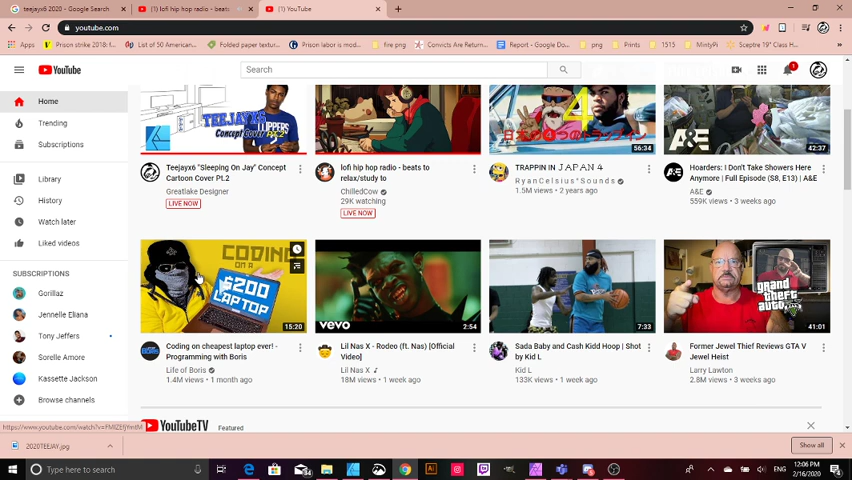 teejayx6 2020 - Google Search
(1) lofi hip hop radio - beats
(1) YouTube
youtube.com
Apps
Prison strike 2018: f
List of 50 American...
Folded paper textur...
Prison labor is mod...
fire png
Convicts Are Return...
Report - Google Do...
png
Prints
1515
MintyPi
Sceptre 19" Class H...
YouTube
Search
1
Home
Trending
Subscriptions
Library
History
Watch later
Liked videos
SUBSCRIPTIONS
Gorillaz
Jennelle Eliana
Tony Jeffers
Sorelle Amore
Kassette Jackson
Browse channels
TEEJAYX6
Concept Cover Pt.2
CLIPPERS
Teejayx6 "Sleeping On Jay" Concept
Cartoon Cover Pt.2
Greatlake Designer
LIVE NOW
lofi hip hop radio - beats to
relax/study to
ChilledCow
29K watching
LIVE NOW
4
56:34
TRAPPIN IN J A P A N 4
R y a n C e l s i u s ° S o u n d s
1.5M views • 2 years ago
A&E
42:37
Hoarders: I Don't Take Showers Here
Anymore | Full Episode (S8, E13) | A&E
A&E
559K views • 3 weeks ago
CODING
ON A
$200
LAPTOP
15:20
Coding on cheapest laptop ever! -
Programming with Boris
Life of Boris
1.4M views • 1 month ago
vevo
2:54
Lil Nas X - Rodeo (ft. Nas) [Official
Video]
Lil Nas X
18M views • 1 week ago
7:33
Sada Baby and Cash Kidd Hoop | Shot
by Kid L
Kid L
133K views • 1 week ago
grand
theft
auto
V
41:01
Former Jewel Thief Reviews GTA V
Jewel Heist
Larry Lawton
2.8M views • 3 weeks ago
YouTubeTV
Featured
2020TEEJAY.jpg
Show all
Type here to search
ENG
12:06 PM
2/16/2020